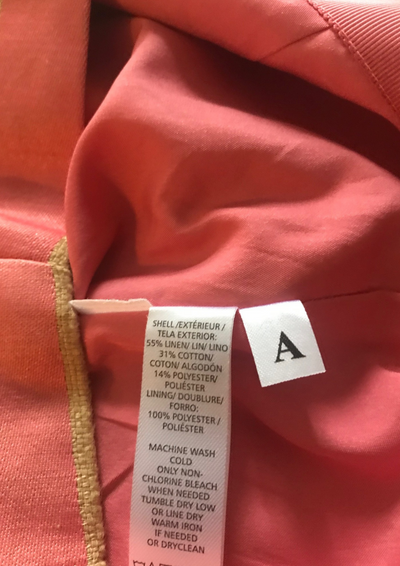 SHELL /EXTÉRIEUR /
TELA EXTERIOR:
55% LINEN/ LIN/ LINO
31% COTTON/
COTON/ ALGODÓN
14% POLYESTER/
POLIÉSTER
LINING/ DOUBLURE/
FORRO:
100% POLYESTER /
POLIÉSTER
MACHINE WASH
COLD
ONLY NON-
CHLORINE BLEACH
WHEN NEEDED
TUMBLE DRY LOW
OR LINE DRY
WARM IRON
IF NEEDED
OR DRYCLEAN
A